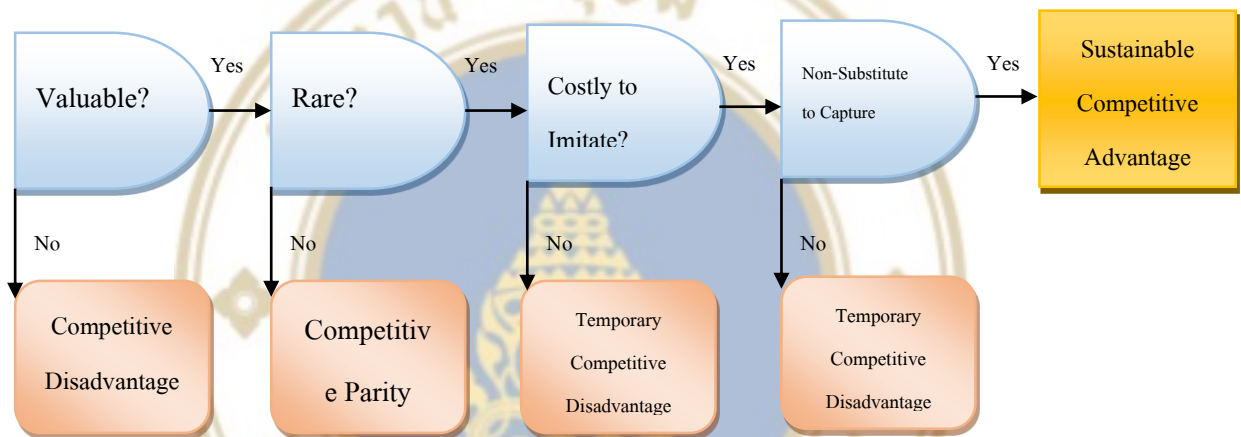 Valuable?
Yes
Rare?
Yes
Costly to
Imitate?
Yes
Non-Substitute
to Capture
Yes
Sustainable
Competitive
Advantage
No
No
No
No
Competitive
Disadvantage
Competitiv
e Parity
Temporary
Competitive
Disadvantage
Temporary
Competitive
Disadvantage